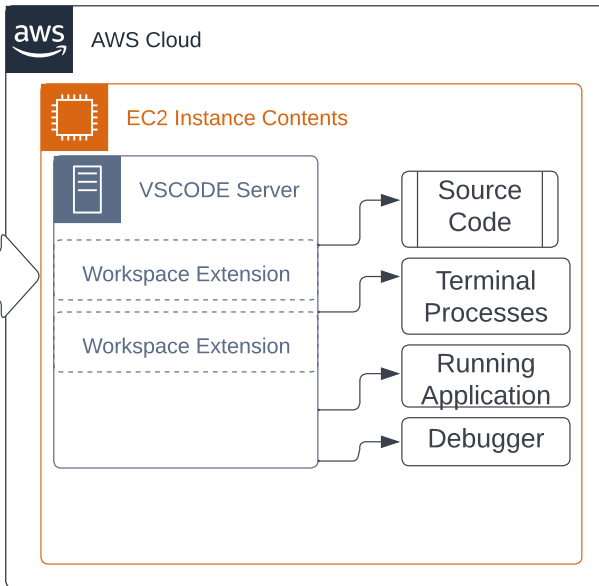 aws
AWS Cloud
EC2 Instance Contents
VSCODE Server
Workspace Extension
Workspace Extension
Source
Code
Terminal
Processes
Running
Application
Debugger